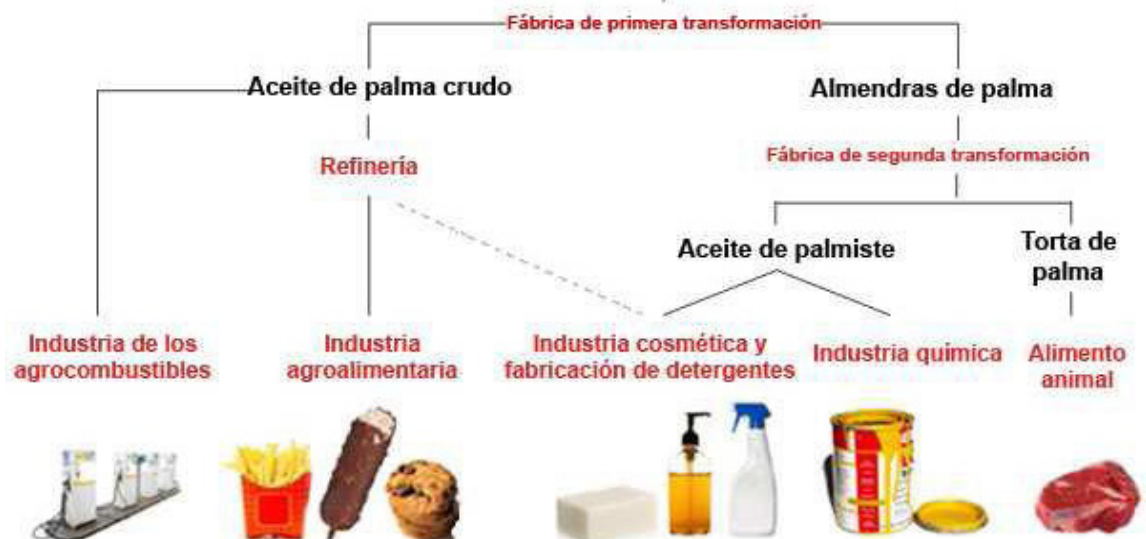 Fábrica de primera transformación
Aceite de palma crudo
Almendras de palma
Refinería
Fábrica de segunda transformación
Aceite de palmiste
Torta de
palma
Industria de los
agrocombustibles
Industria
agroalimentaria
Industria cosmética y
fabricación de detergentes
Industria química
Alimento
animal